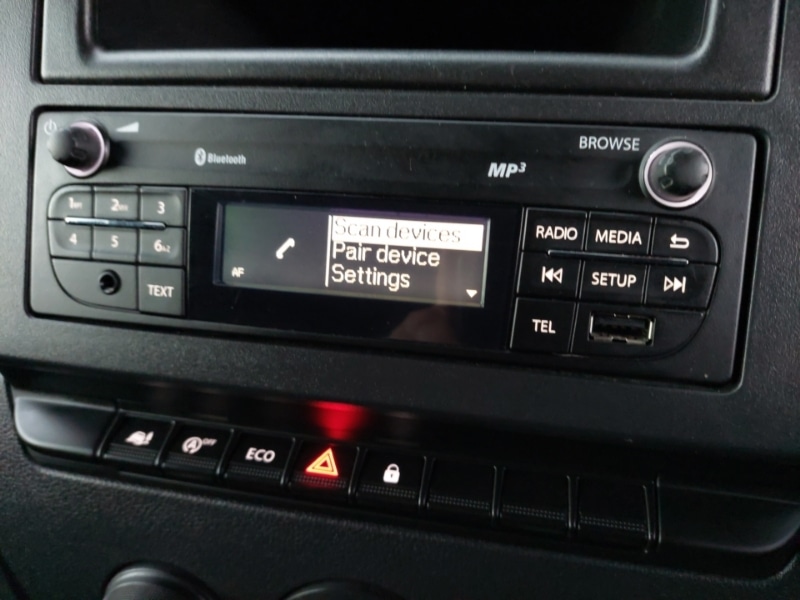 BROWSE
Bluetooth
MP3
1
2
3
4
5
6
TEXT
AF
Scan devices
Pair device
Settings
RADIO
MEDIA
SETUP
TEL
OFF
ECO